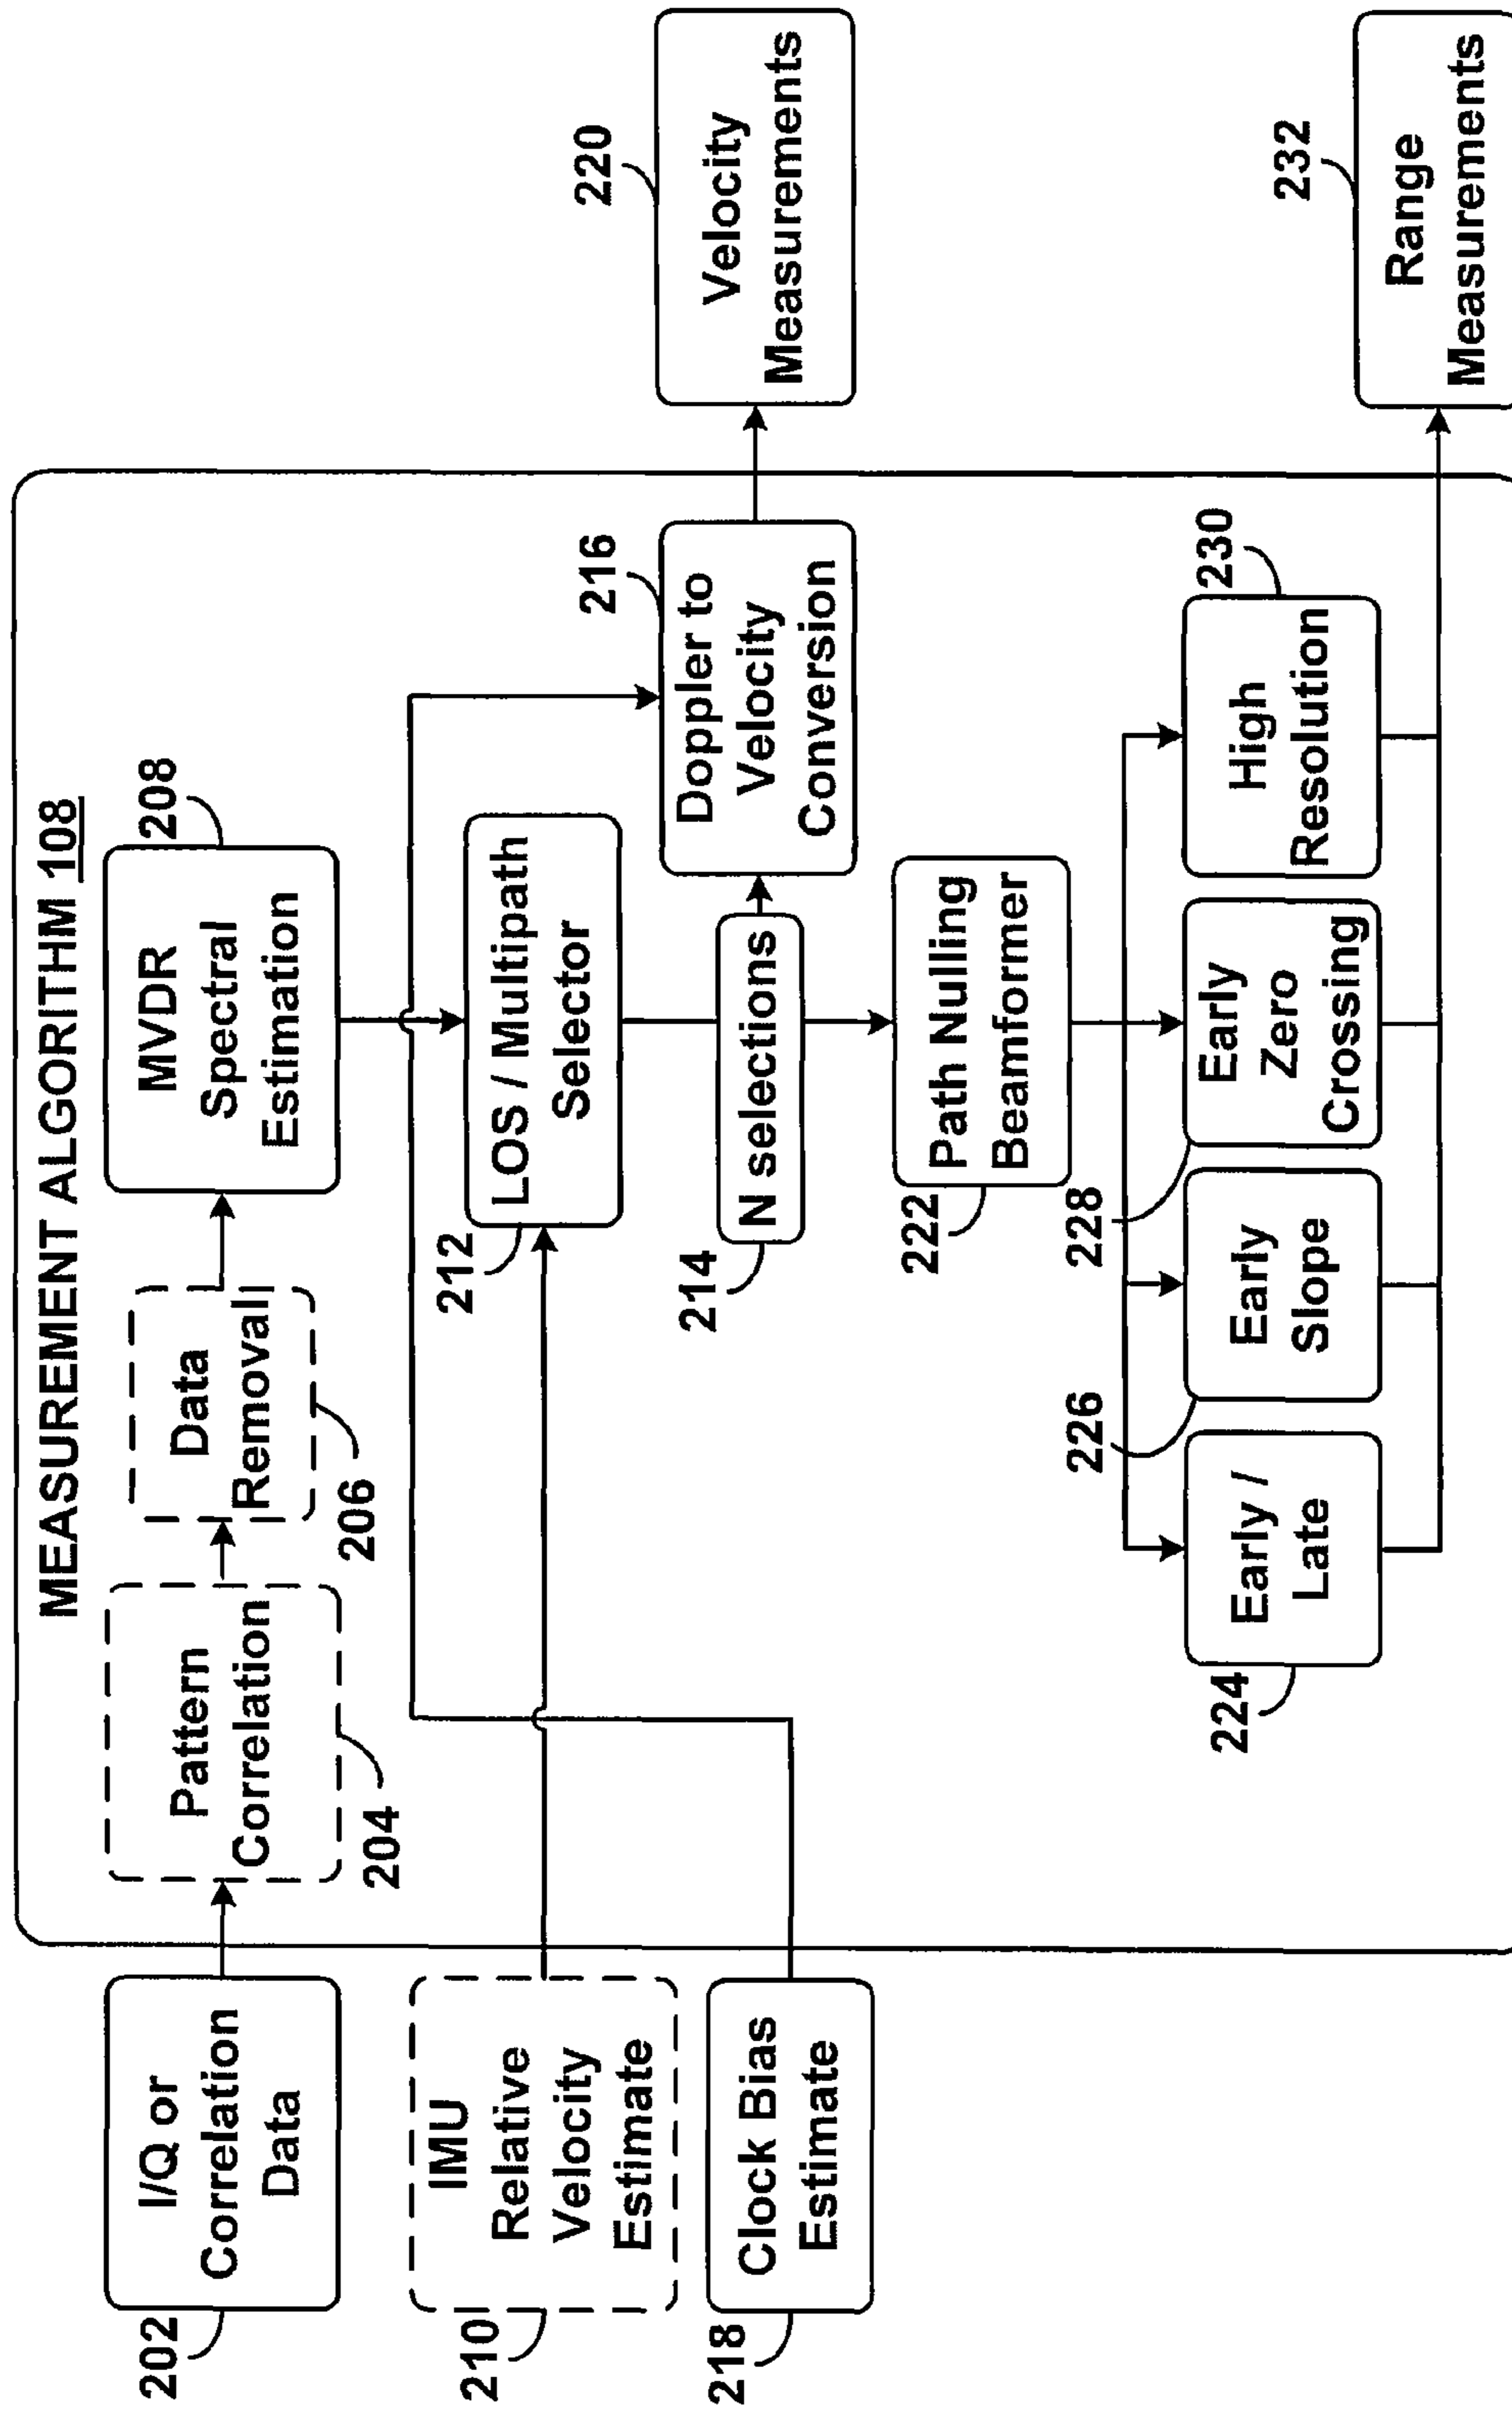 MEASUREMENT ALGORITHM 108
202
I/Q or
Correlation
Data
204
Pattern
Correlation
206
Data
Removal
208
MVDR
Spectral
Estimation
210
IMU
Relative
Velocity
Estimate
212
LOS / Multipath
Selector
214
N selections
216
Doppler to
Velocity
Conversion
218
Clock Bias
Estimate
220
Velocity
Measurements
222
Path Nulling
Beamformer
224
Early /
Late
226
Early
Slope
228
Early
Zero
Crossing
230
High
Resolution
232
Range
Measurements